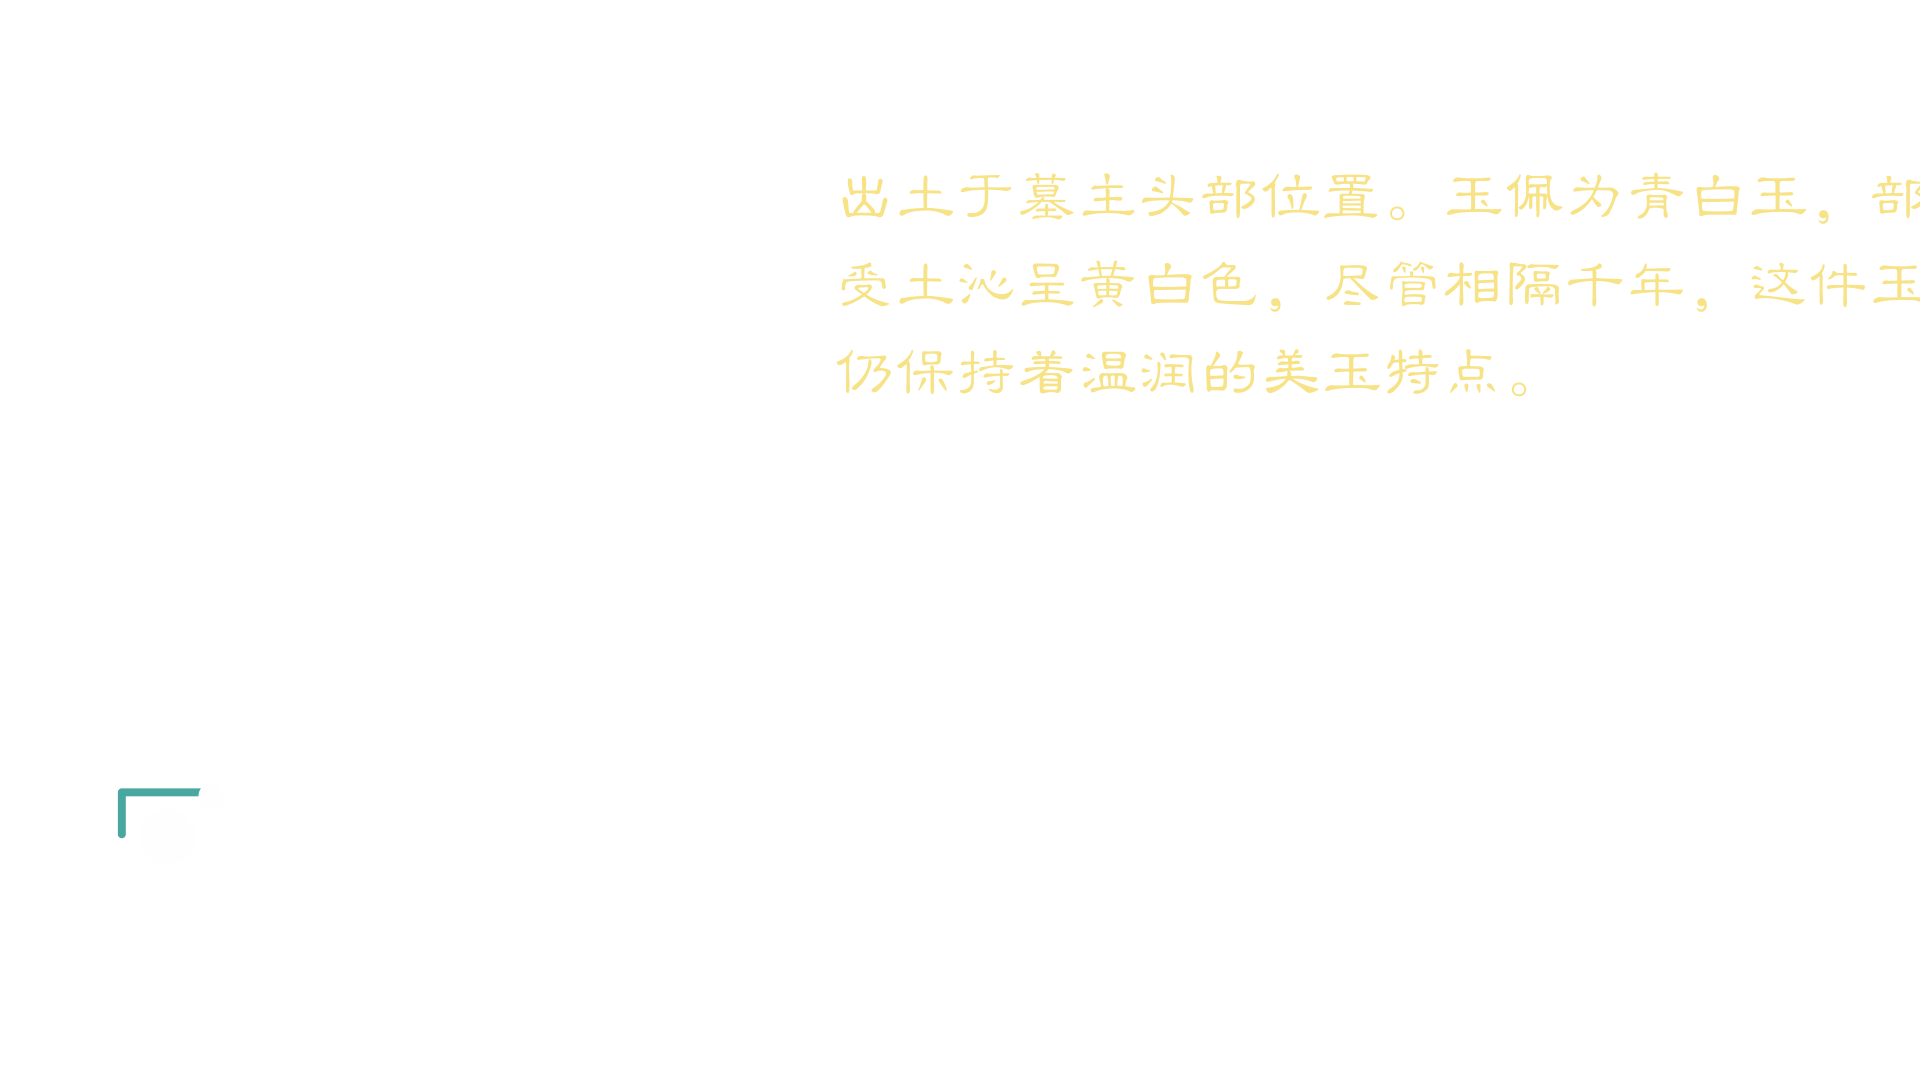 出土于墓主头部位置。玉佩为青白玉，部
受土沁呈黄白色，尽管相隔千年，这件玉
仍保持着温润的美玉特点。